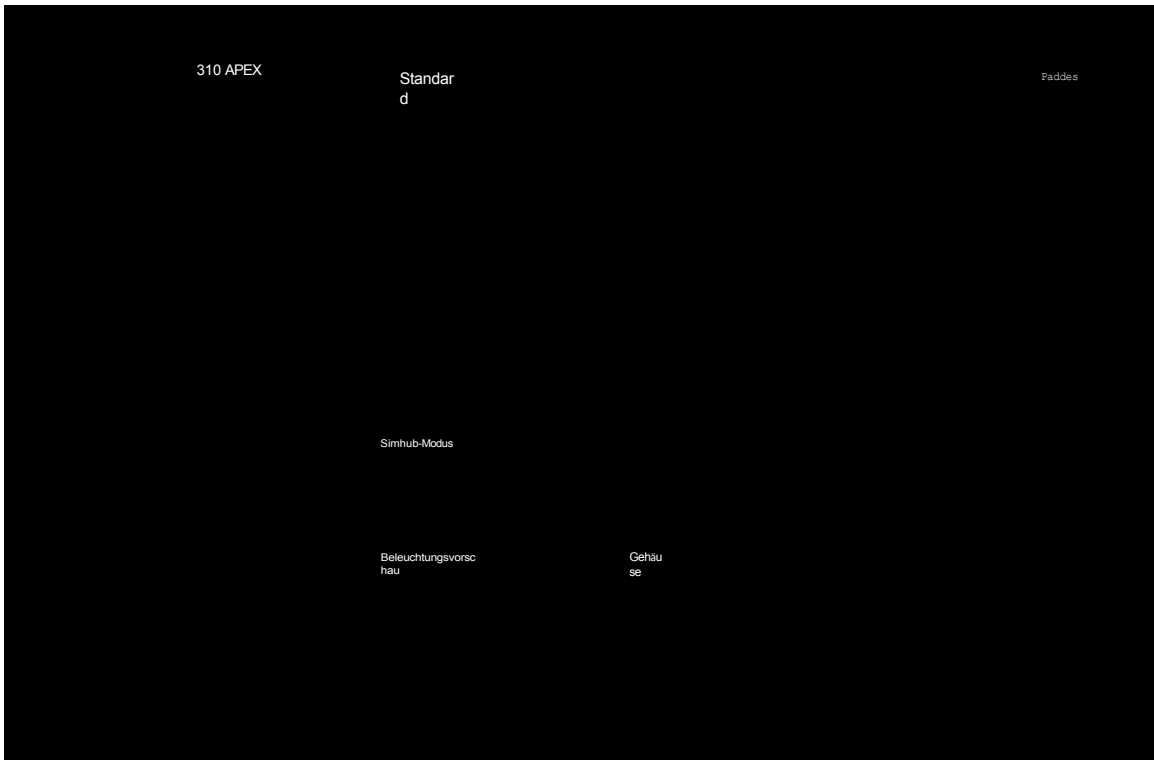 310 APEX
Standar
d
Paddes
Simhub-Modus
Beleuchtungsvorsc
hau
Gehäu
se